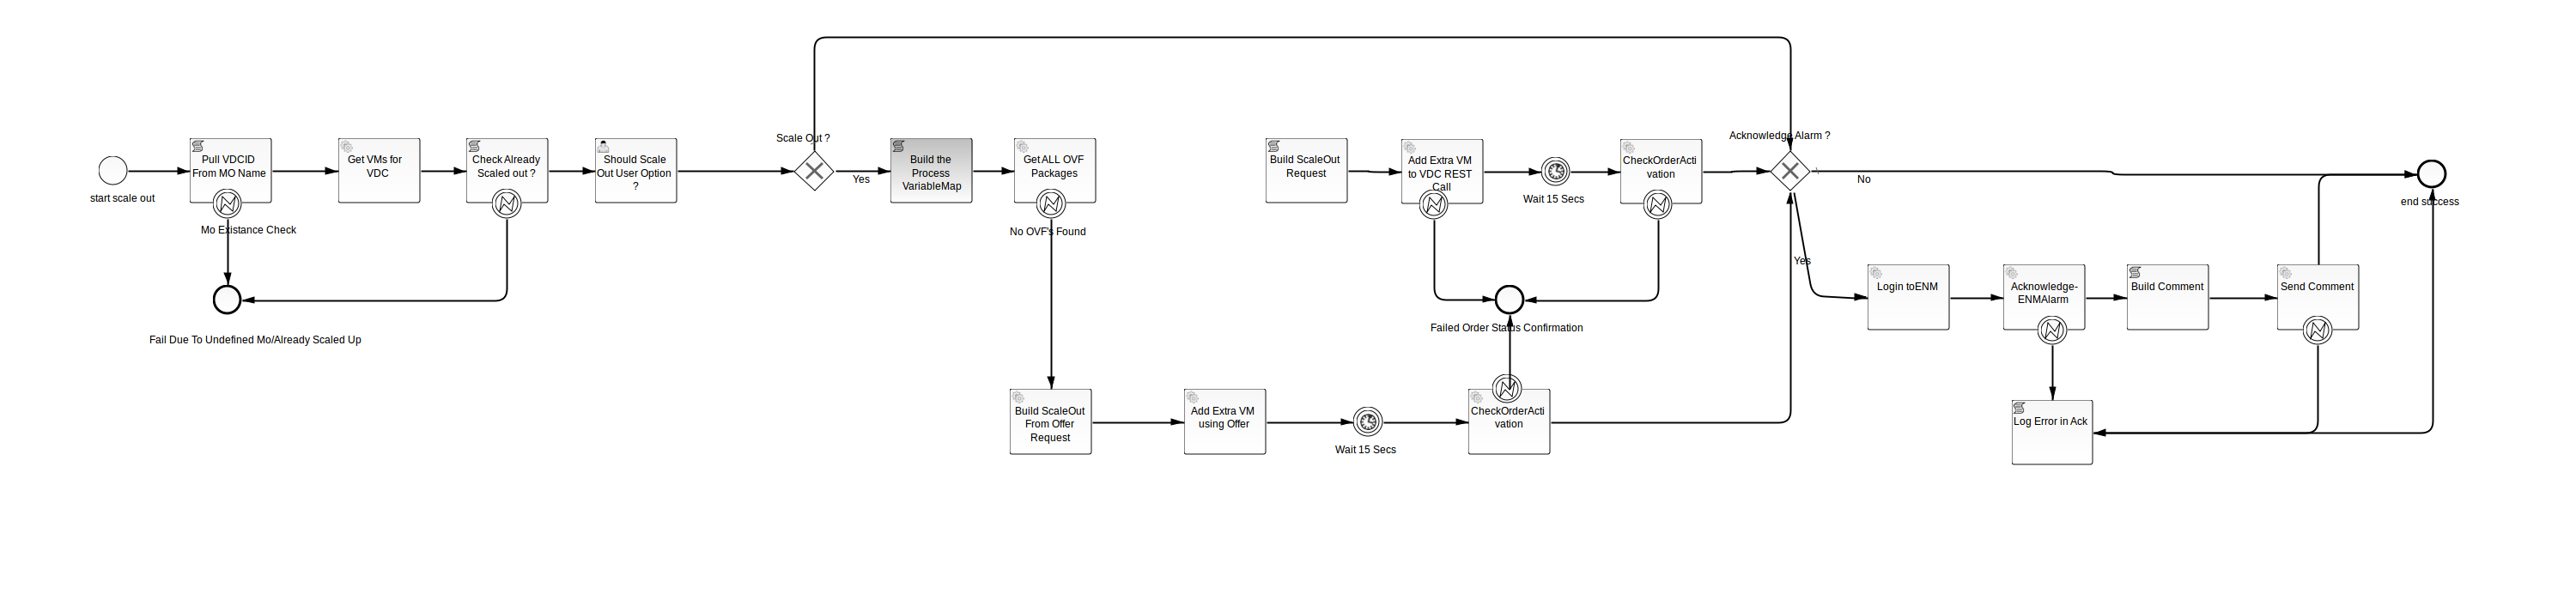 Scale Out ?
Acknowledge Alarm ?
Pull VDCID
From MO Name
Get VMs for
VDC
Check Already
Scaled out ?
Should Scale
Out User Option
?
Yes
Build the
Process
VariableMap
Get ALL OVF
Packages
Build ScaleOut
Request
Add Extra VM
to VDC REST
Call
Wait 15 Secs
CheckOrderActi
vation
No
start scale out
end success
Mo Existance Check
No OVF's Found
Yes
Login toENM
Acknowledge-
ENMAlarm
Build Comment
Send Comment
Fail Due To Undefined Mo/Already Scaled Up
Failed Order Status Confirmation
Build ScaleOut
From Offer
Request
Add Extra VM
using Offer
Wait 15 Secs
CheckOrderActi
vation
Log Error in Ack